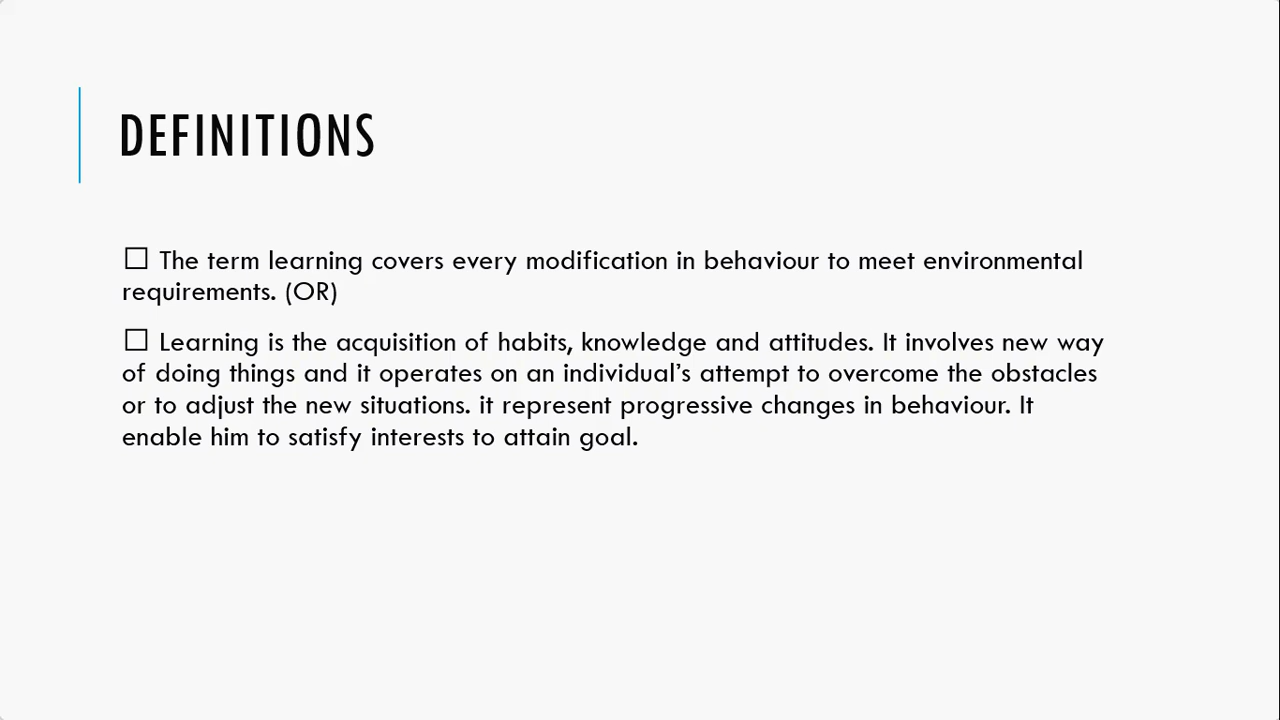 DEFINITIONS
☐ The term learning covers every modification in behaviour to meet environmental
requirements. (OR)
☐ Learning is the acquisition of habits, knowledge and attitudes. It involves new way
of doing things and it operates on an individual’s attempt to overcome the obstacles
or to adjust the new situations. it represent progressive changes in behaviour. It
enable him to satisfy interests to attain goal.